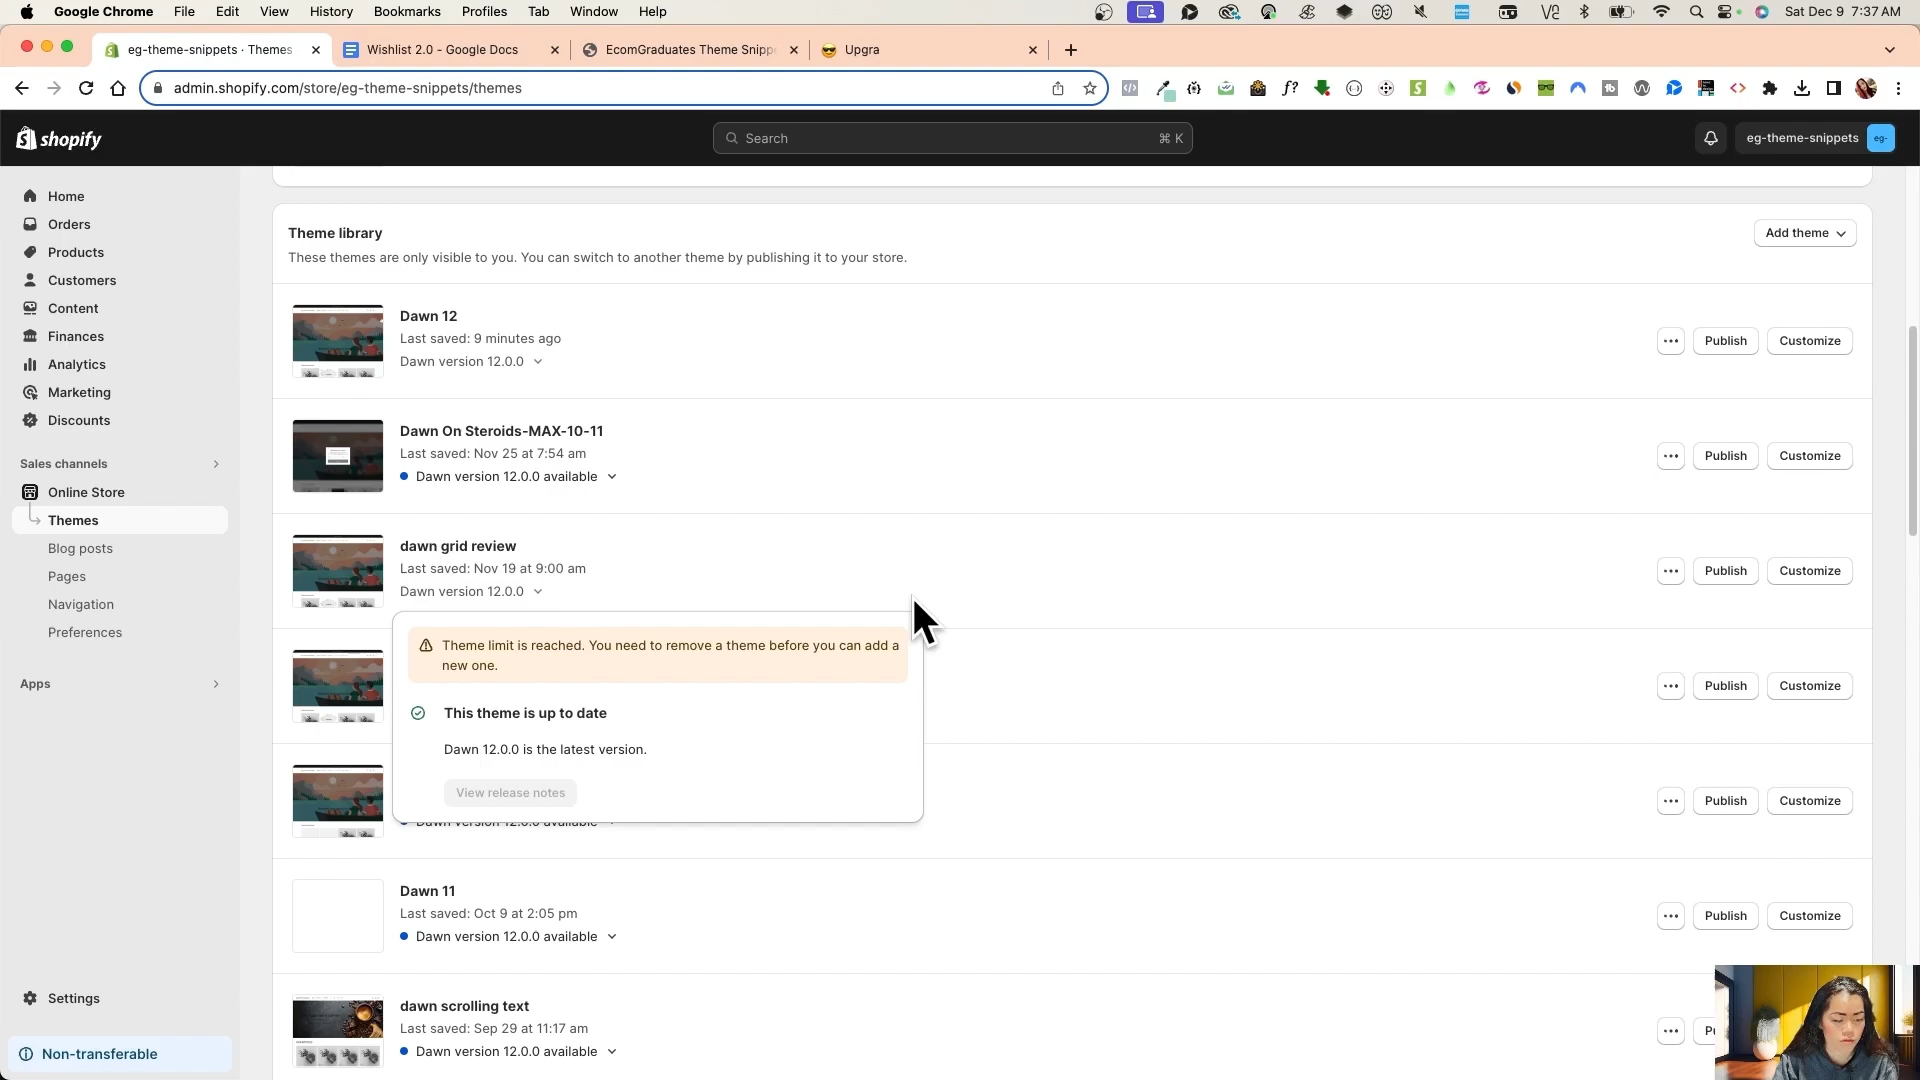 Google Chrome File Edit View History Bookmarks Profiles Tab Window Help Sat Dec 9 7:37 AM
eg-theme-snippets · Themes Wishlist 2.0 - Google Docs EcomGraduates Theme Snipp Upgra
admin.shopify.com/store/eg-theme-snippets/themes
shopify Search ⌘ K eg-theme-snippets eg-
Home
Orders
Products
Customers
Content
Finances
Analytics
Marketing
Discounts
Sales channels
Online Store
Themes
Blog posts
Pages
Navigation
Preferences
Apps
Settings
Non-transferable
Theme library
Add theme
These themes are only visible to you. You can switch to another theme by publishing it to your store.
Dawn 12
Last saved: 9 minutes ago
Dawn version 12.0.0
Publish Customize
Dawn On Steroids-MAX-10-11
Last saved: Nov 25 at 7:54 am
Dawn version 12.0.0 available
Publish Customize
dawn grid review
Last saved: Nov 19 at 9:00 am
Dawn version 12.0.0
Publish Customize
Theme limit is reached. You need to remove a theme before you can add a
new one.
This theme is up to date
Dawn 12.0.0 is the latest version.
View release notes
Publish Customize
Dawn version 12.0.0 available
Publish Customize
Dawn 11
Last saved: Oct 9 at 2:05 pm
Dawn version 12.0.0 available
Publish Customize
dawn scrolling text
Last saved: Sep 29 at 11:17 am
Dawn version 12.0.0 available